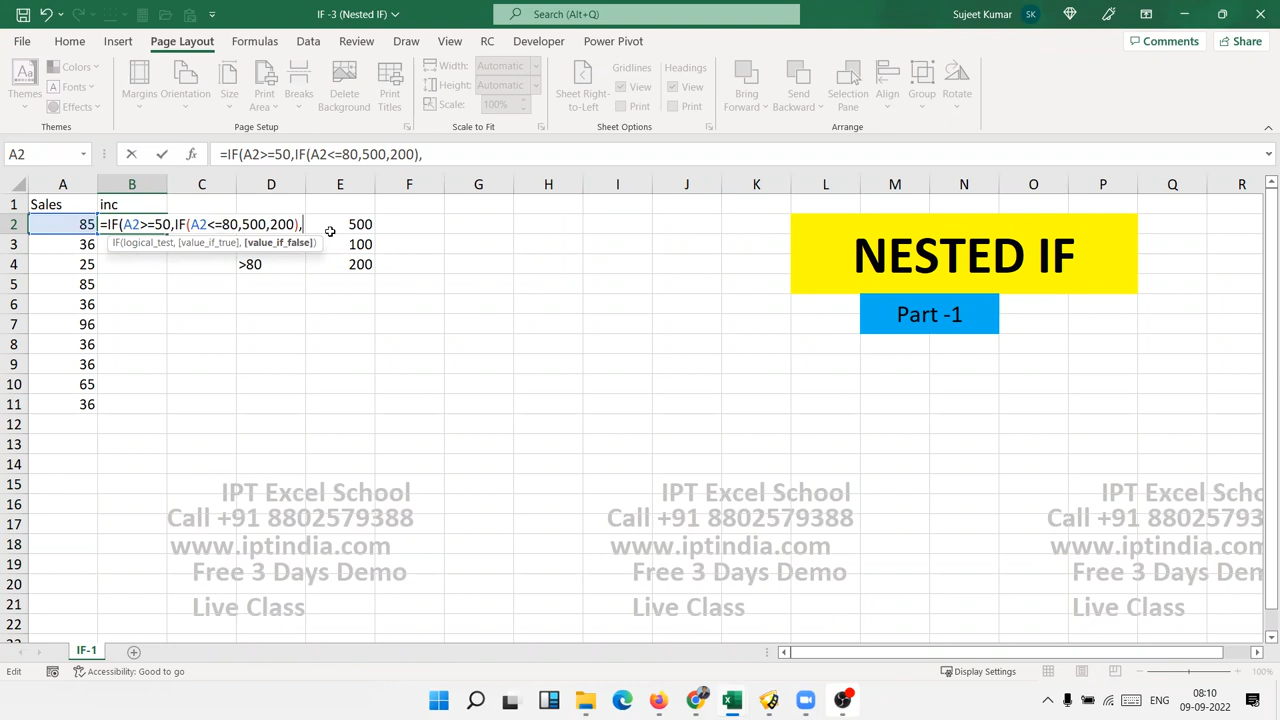 IF -3 (Nested IF)
Search (Alt+Q)
Sujeet Kumar
SK
File
Home
Insert
Page Layout
Formulas
Data
Review
View
Draw
RC
Developer
Power Pivot
Comments
Share
Themes
Colors
Fonts
Effects
Margins
Orientation
Size
Print Area
Breaks
Delete Background
Print Titles
Width: Automatic
Height: Automatic
Scale: 100%
Gridlines
View
Print
Headings
View
Print
Sheet Right-to-Left
Bring Forward
Send Backward
Selection Pane
Align
Group
Rotate
Themes
Page Setup
Scale to Fit
Sheet Options
Arrange
A2
fx
=IF(A2>=50,IF(A2<=80,500,200),
A B C D E F G H I J K L M N O P Q R
1 Sales inc
2 85 =IF(A2>=50,IF(A2<=80,500,200), 500
IF(logical_test, [value_if_true], [value_if_false])
3 36 100
4 25 >80 200
5 85
6 36
7 96
8 36
9 36
10 65
11 36
12
13
14
15
16
17
18
19
20
21
22
NESTED IF
Part -1
IPT Excel School
Call +91 8802579388
www.iptindia.com
Free 3 Days Demo
Live Class
IPT Excel School
Call +91 8802579388
www.iptindia.com
Free 3 Days Demo
Live Class
IPT Excel Scho
Call +91 88025793
www.iptindia.com
Free 3 Days Den
Live Class
IF-1
Edit
Accessibility: Good to go
Display Settings
100%
ENG
08:10
09-09-2022